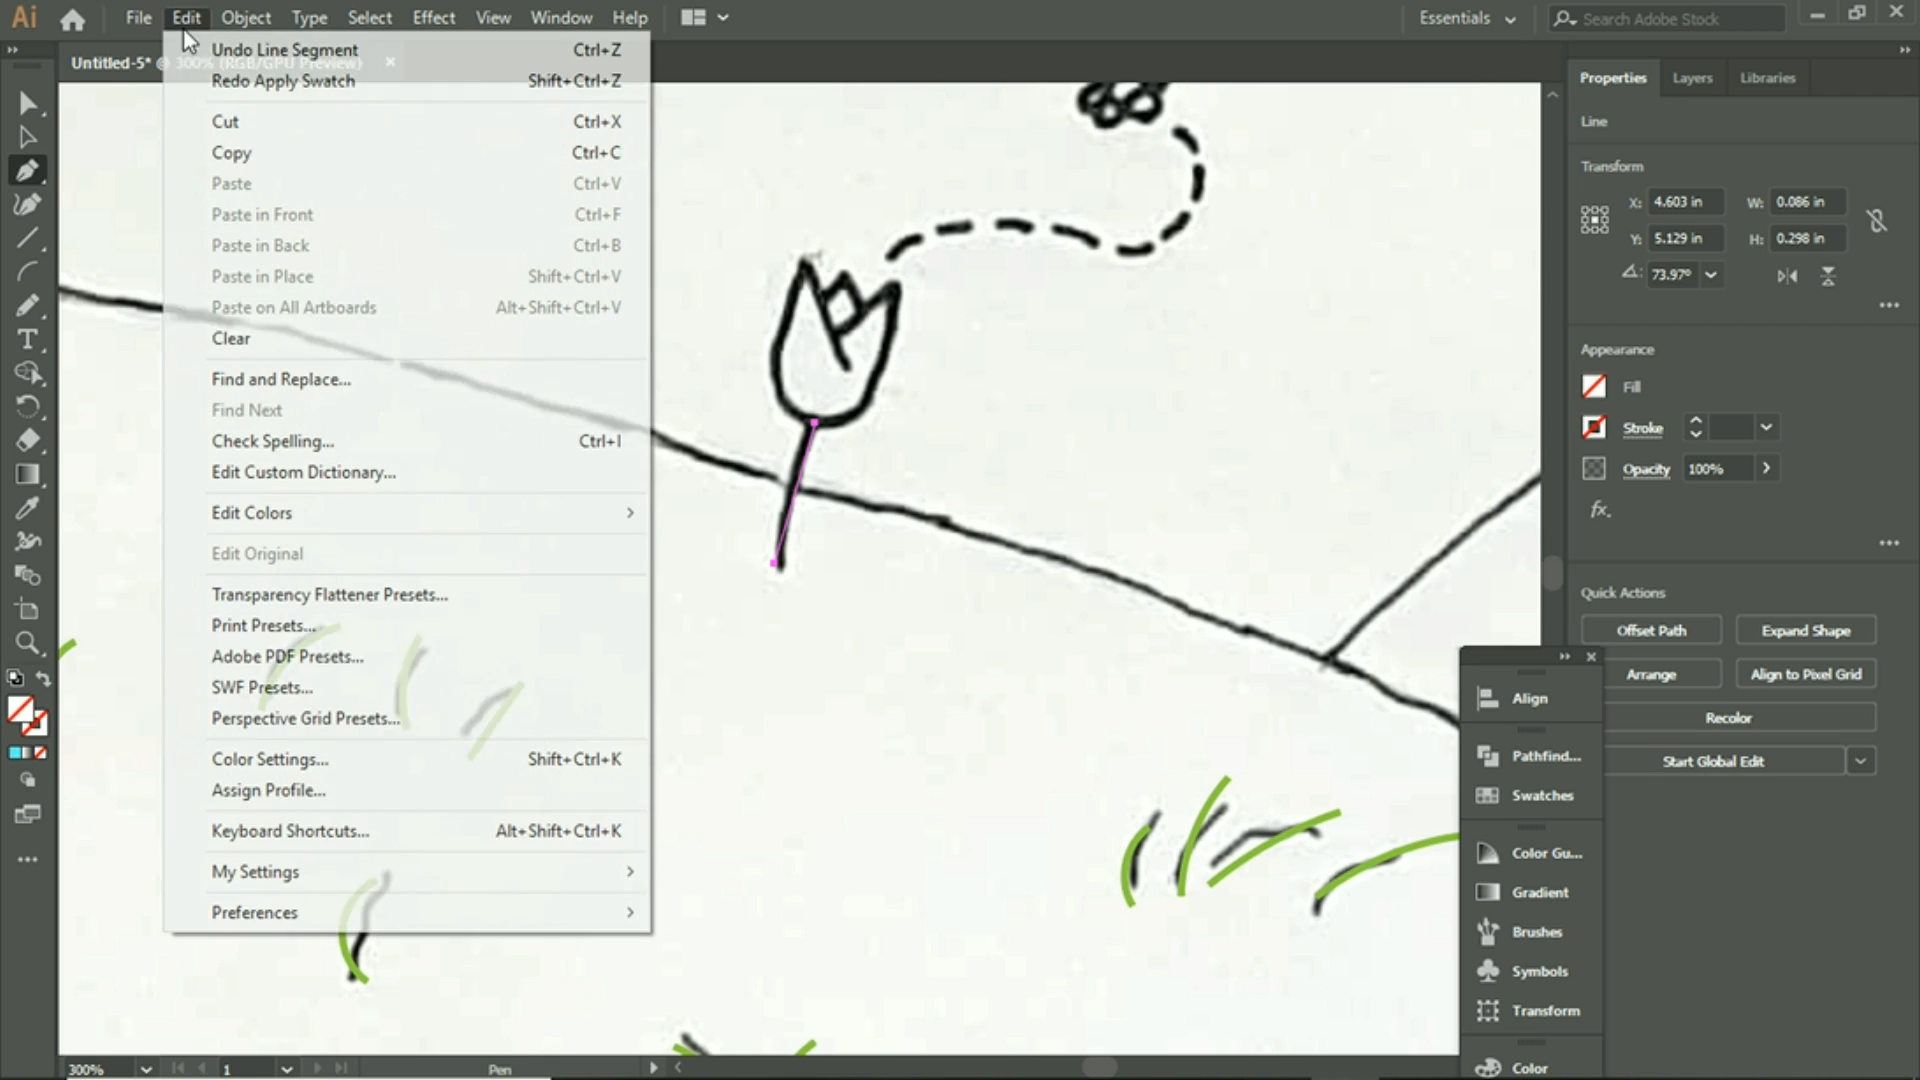 Ai File Edit Object Type Select Effect View Window Help Essentials Search Adobe Stock
Untitled-5* @ 300% (RGB/GPU Preview)
Undo Line Segment Ctrl+Z
Redo Apply Swatch Shift+Ctrl+Z
Cut Ctrl+X
Copy Ctrl+C
Paste Ctrl+V
Paste in Front Ctrl+F
Paste in Back Ctrl+B
Paste in Place Shift+Ctrl+V
Paste on All Artboards Alt+Shift+Ctrl+V
Clear
Find and Replace...
Find Next
Check Spelling... Ctrl+I
Edit Custom Dictionary...
Edit Colors
Edit Original
Transparency Flattener Presets...
Print Presets...
Adobe PDF Presets...
SWF Presets...
Perspective Grid Presets...
Color Settings... Shift+Ctrl+K
Assign Profile...
Keyboard Shortcuts... Alt+Shift+Ctrl+K
My Settings
Preferences
Properties Layers Libraries
Line
Transform
X: 4.603 in W: 0.086 in
Y: 5.129 in H: 0.298 in
73.97°
Appearance
Fill
Stroke
Opacity 100%
fx.
Quick Actions
Offset Path Expand Shape
Arrange Align to Pixel Grid
Recolor
Start Global Edit
Align
Pathfind...
Swatches
Color Gu...
Gradient
Brushes
Symbols
Transform
Color
300% 1 Pen